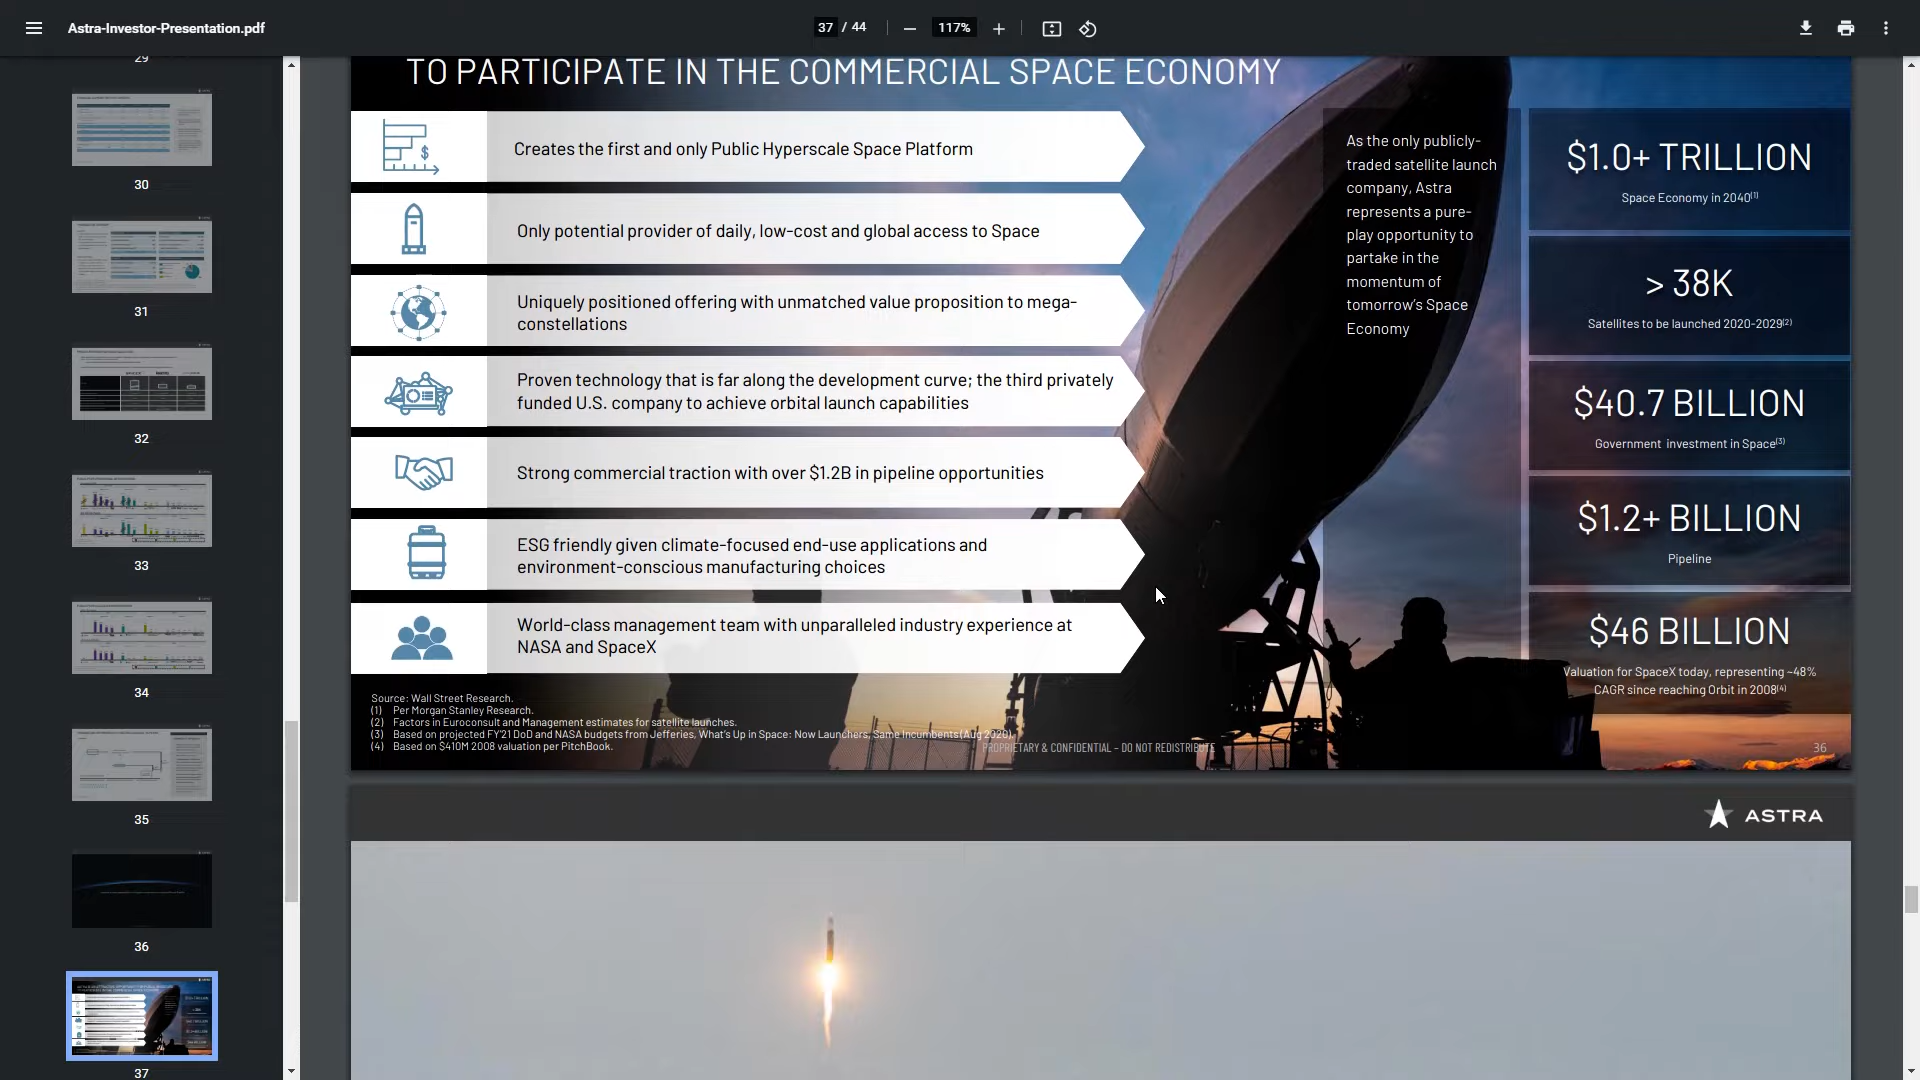 Astra-Investor-Presentation.pdf
37 / 44
117%
29
30
31
32
33
34
35
36
37
TO PARTICIPATE IN THE COMMERCIAL SPACE ECONOMY
Creates the first and only Public Hyperscale Space Platform
Only potential provider of daily, low-cost and global access to Space
Uniquely positioned offering with unmatched value proposition to mega-
constellations
Proven technology that is far along the development curve; the third privately
funded U.S. company to achieve orbital launch capabilities
Strong commercial traction with over $1.2B in pipeline opportunities
ESG friendly given climate-focused end-use applications and
environment-conscious manufacturing choices
World-class management team with unparalleled industry experience at
NASA and SpaceX
As the only publicly-
traded satellite launch
company, Astra
represents a pure-
play opportunity to
partake in the
momentum of
tomorrow's Space
Economy
$1.0+ TRILLION
Space Economy in 2040(1)
> 38K
Satellites to be launched 2020-2029(2)
$40.7 BILLION
Government investment in Space(3)
$1.2+ BILLION
Pipeline
$46 BILLION
Valuation for SpaceX today, representing ~48%
CAGR since reaching Orbit in 2008(4)
Source: Wall Street Research.
(1) Per Morgan Stanley Research.
(2) Factors in Euroconsult and Management estimates for satellite launches.
(3) Based on projected FY'21 DoD and NASA budgets from Jefferies, What's Up in Space: Now Launchers, Same Incumbents (Aug 2020).
(4) Based on $410M 2008 valuation per PitchBook.
PROPRIETARY & CONFIDENTIAL – DO NOT REDISTRIBUTE
36
ASTRA